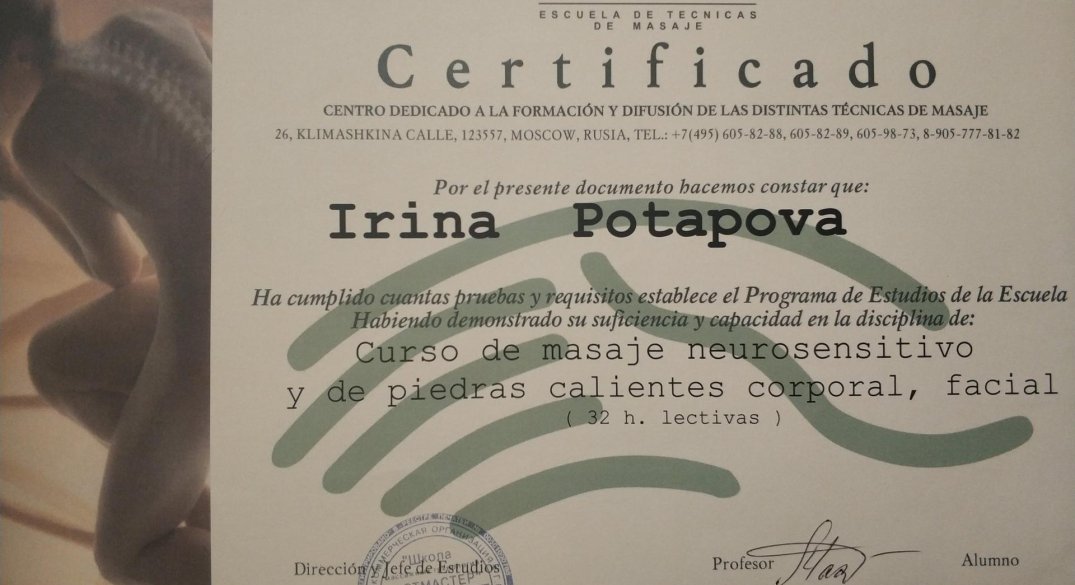 ESCUELA DE TECNICAS
DE MASAJE
Certificado
CENTRO DEDICADO A LA FORMACIÓN Y DIFUSIÓN DE LAS DISTINTAS TÉCNICAS DE MASAJE
26, KLIMASHKINA CALLE, 123557, MOSCOW, RUSIA, TEL.: +7(495) 605-82-88, 605-82-89, 605-98-73, 8-905-777-81-82
Por el presente documento hacemos constar que:
Irina Potapova
Ha cumplido cuantas pruebas y requisitos establece el Programa de Estudios de la Escuela
Habiendo demonstrado su suficiencia y capacidad en la disciplina de:
Curso de masaje neurosensitivo
y de piedras calientes corporal, facial
( 32 h. lectivas )
"Школа
Dirección y Jefe de Estudios
Profesor
Alumno